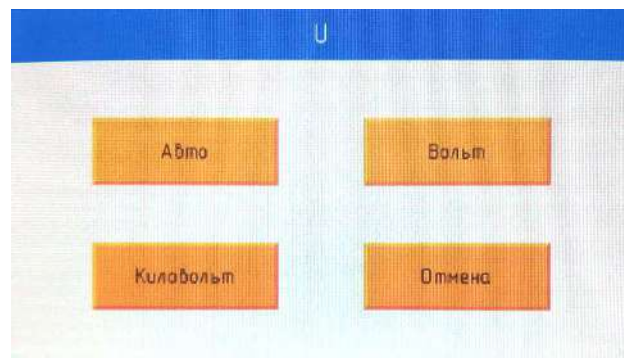 U
Авто
Вольт
Киловольт
Отмена